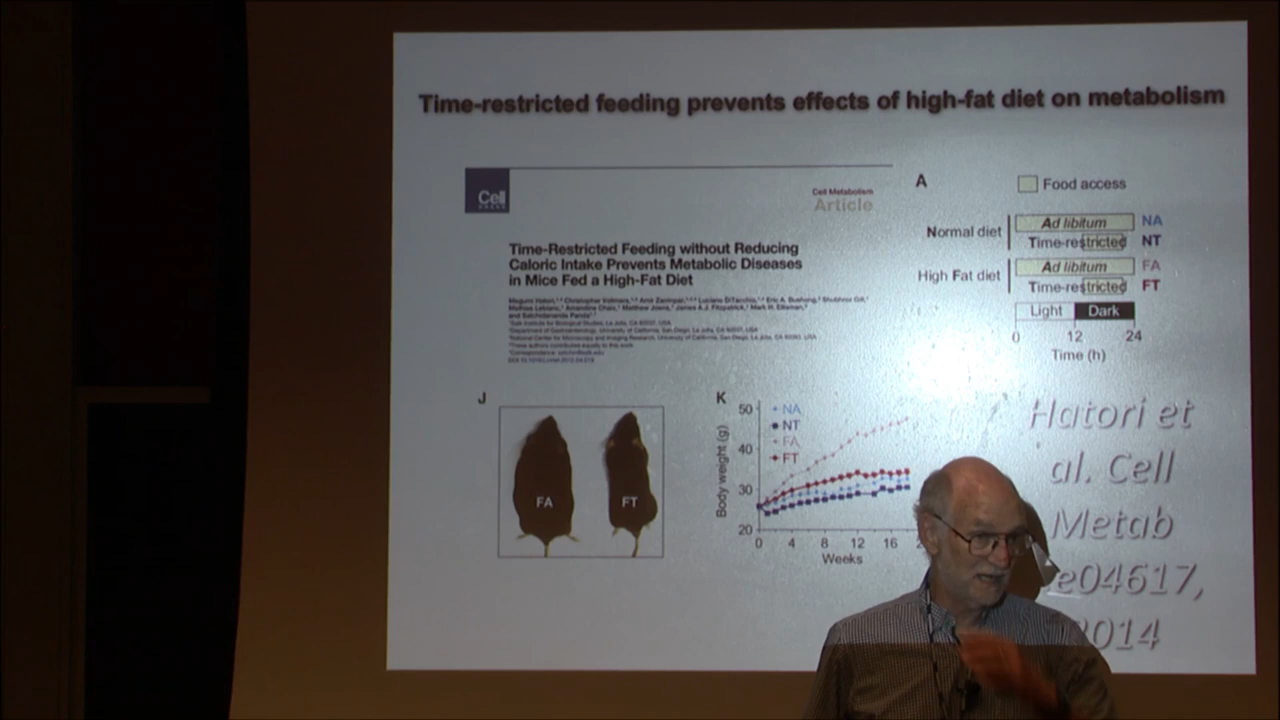 Time-restricted feeding prevents effects of high-fat diet on metabolism
Cell
PRESS
Cell Metabolism
Article
Time-Restricted Feeding without Reducing
Caloric Intake Prevents Metabolic Diseases
in Mice Fed a High-Fat Diet
A
Food access
Normal diet
Ad libitum
NA
Time-restricted
NT
High Fat diet
Ad libitum
FA
Time-restricted
FT
Light
Dark
0
12
24
Time (h)
J
FA
FT
K
Body weight (g)
50
40
30
20
NA
NT
FA
FT
0
4
8
12
16
2
Weeks
Hatori et
al. Cell
Metab
e04617,
2014